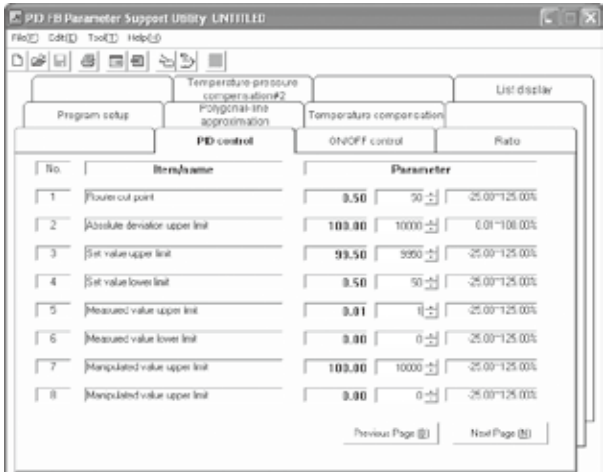 PID FB Parameter Support Utility UNTITLED
File(F) Edit(E) Tool(T) Help(H)
Temperature-pressure compensation#2
List display
Program setup
Polygonal-line approximation
Temperature compensation
PID control
ON/OFF control
Ratio
No. Item/name Parameter
1 cut point 0.50 50 -25.00~125.00%
2 Absolute deviation upper limit 100.00 10000 0.01~100.00%
3 Set value upper limit 99.50 9950 -25.00~125.00%
4 Set value lower limit 0.50 50 -25.00~125.00%
5 Measured value upper limit 0.01 1 -25.00~125.00%
6 Measured value lower limit 0.00 0 -25.00~125.00%
7 Manipulated value upper limit 100.00 10000 -25.00~125.00%
8 Manipulated value upper limit 0.00 0 -25.00~125.00%
Previous Page (B) Next Page (N)